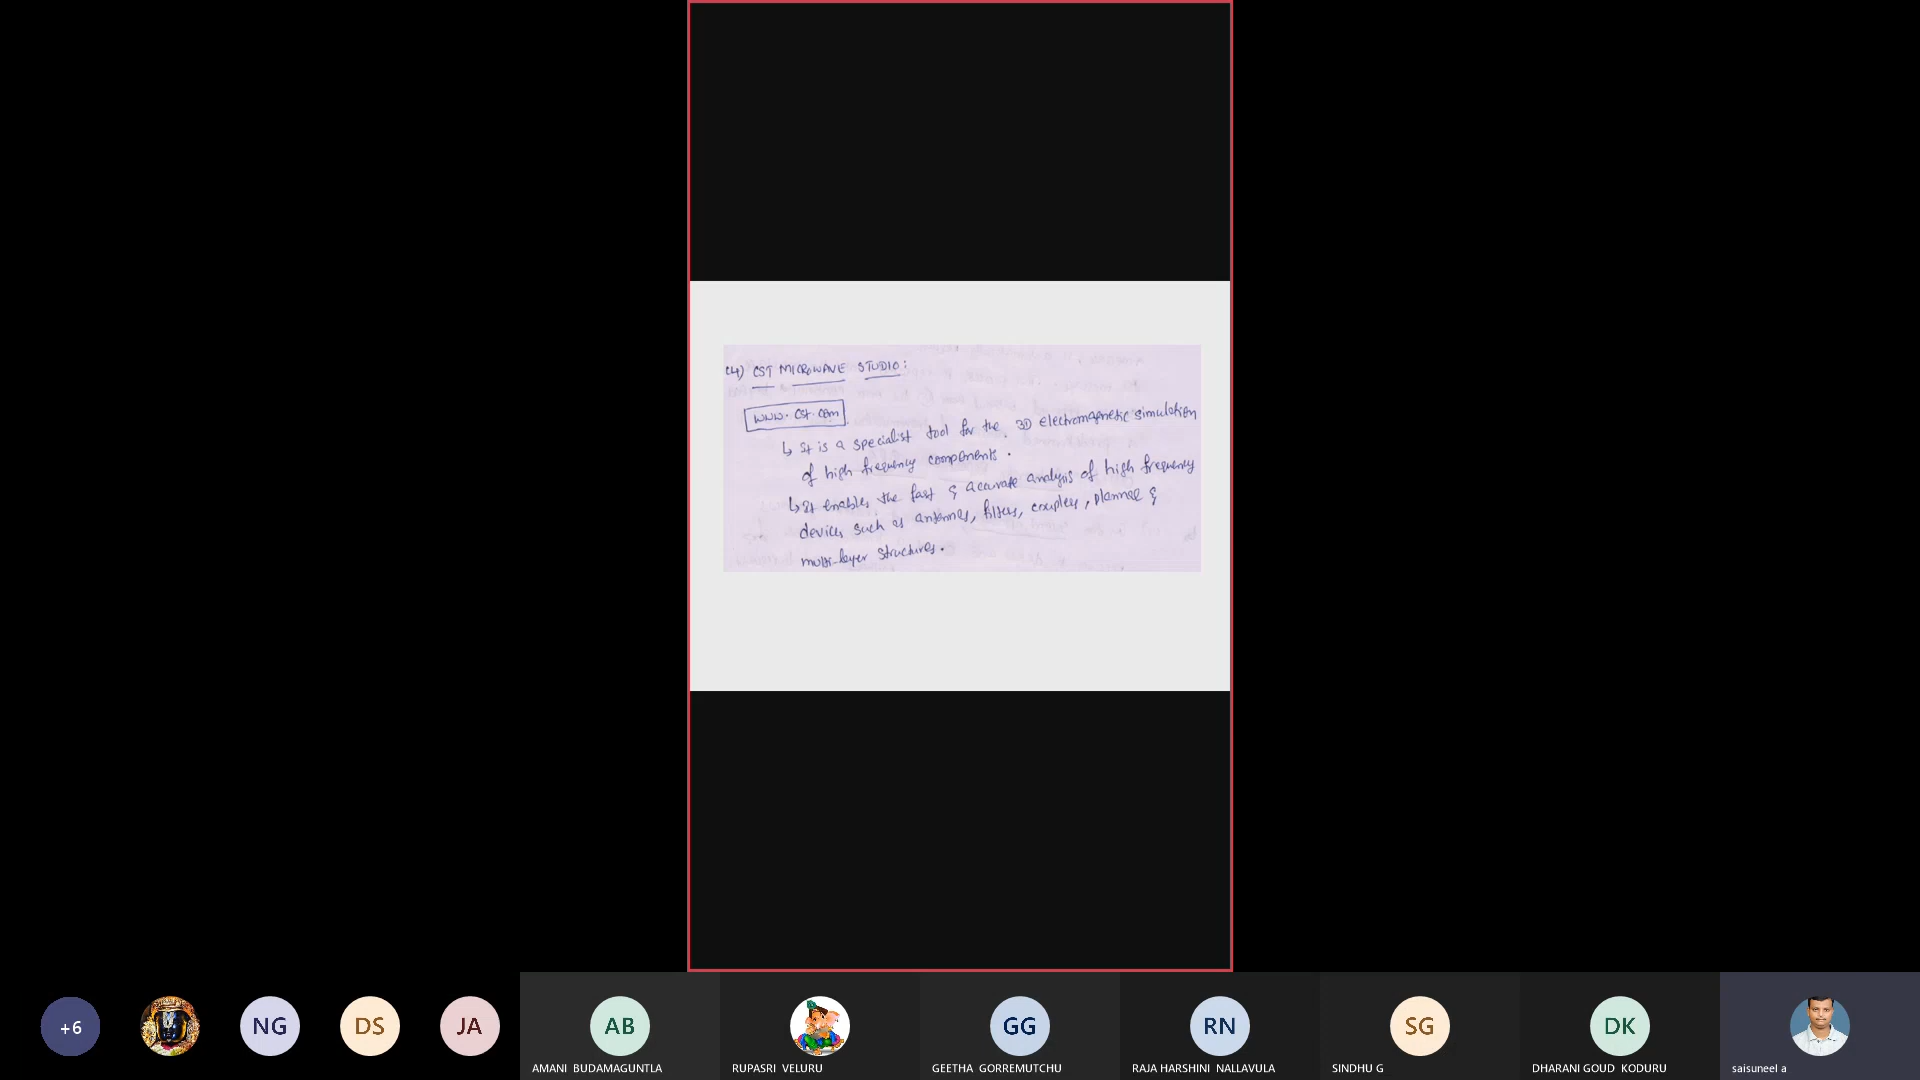 (4) CST MICROWAVE STUDIO:
www.cst.com
↳ It is a specialist tool for the 3D electromagnetic simulation
of high frequency components.
↳ It enables the fast & accurate analysis of high frequency
devices such as antennas, filters, couplers, plannar &
multi-layer structures.
+6
NG
DS
JA
AB
GG
RN
SG
DK
AMANI BUDAMAGUNTLA
RUPASRI VELURU
GEETHA GORREMUTCHU
RAJA HARSHINI NALLAVULA
SINDHU G
DHARANI GOUD KODURU
saisuneel a